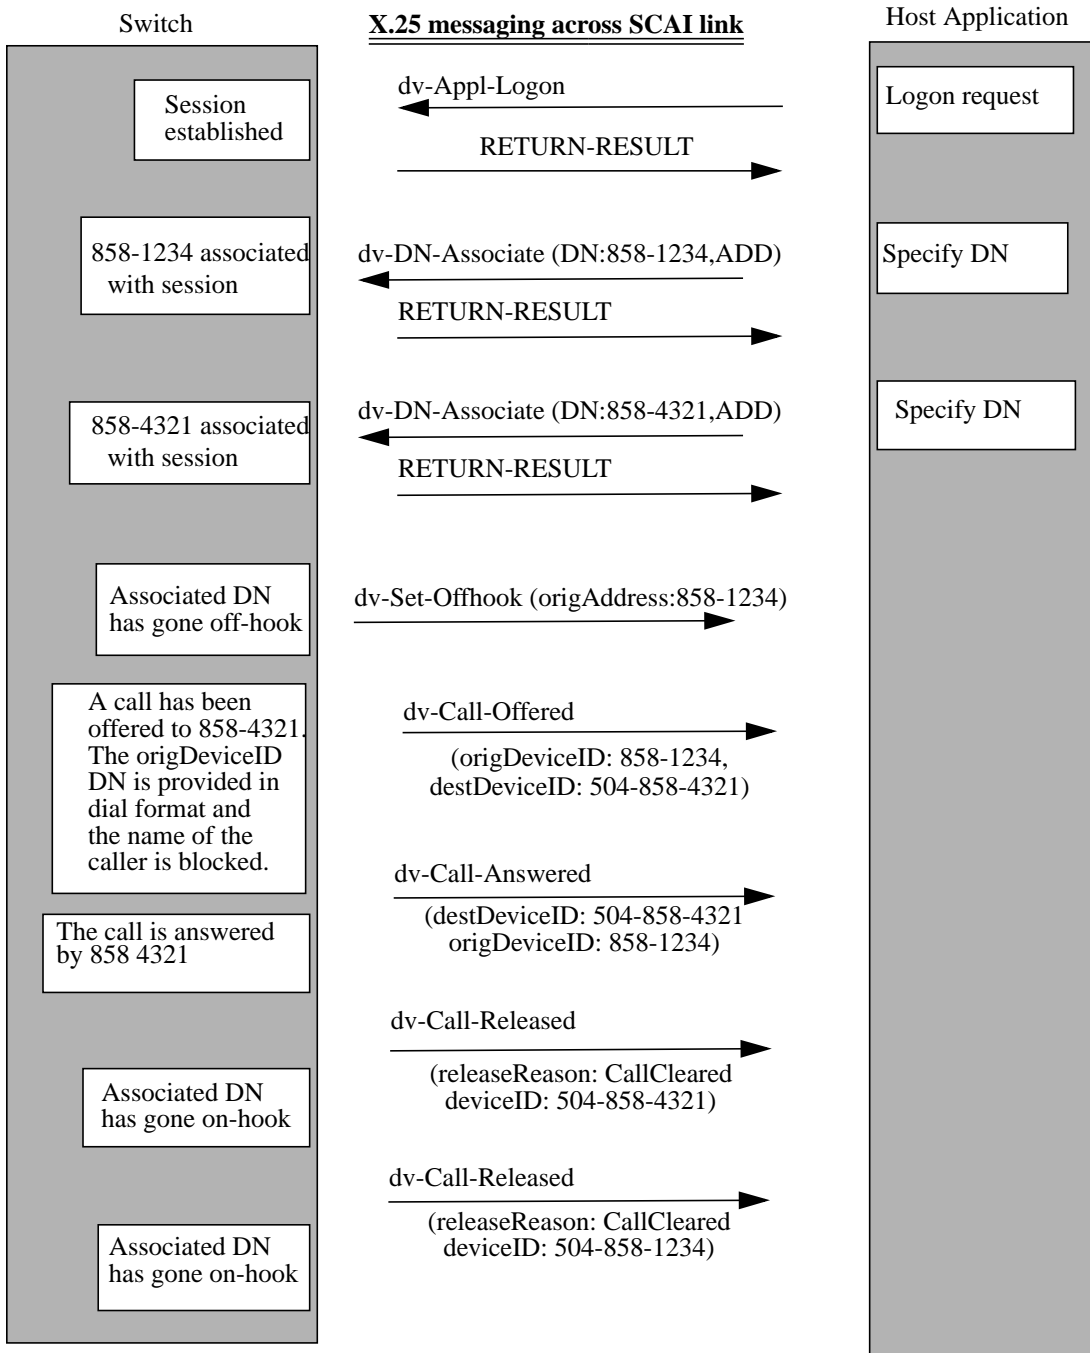 Switch
X.25 messaging across SCAI link
Host Application
Session
established
dv-Appl-Logon
Logon request
RETURN-RESULT
858-1234 associated
with session
dv-DN-Associate (DN:858-1234,ADD)
Specify DN
RETURN-RESULT
858-4321 associated
with session
dv-DN-Associate (DN:858-4321,ADD)
Specify DN
RETURN-RESULT
Associated DN
has gone off-hook
dv-Set-Offhook (origAddress:858-1234)
A call has been
offered to 858-4321.
The origDeviceID
DN is provided in
dial format and
the name of the
caller is blocked.
dv-Call-Offered
(origDeviceID: 858-1234,
destDeviceID: 504-858-4321)
dv-Call-Answered
(destDeviceID: 504-858-4321
origDeviceID: 858-1234)
The call is answered
by 858 4321
dv-Call-Released
(releaseReason: CallCleared
deviceID: 504-858-4321)
Associated DN
has gone on-hook
dv-Call-Released
(releaseReason: CallCleared
deviceID: 504-858-1234)
Associated DN
has gone on-hook